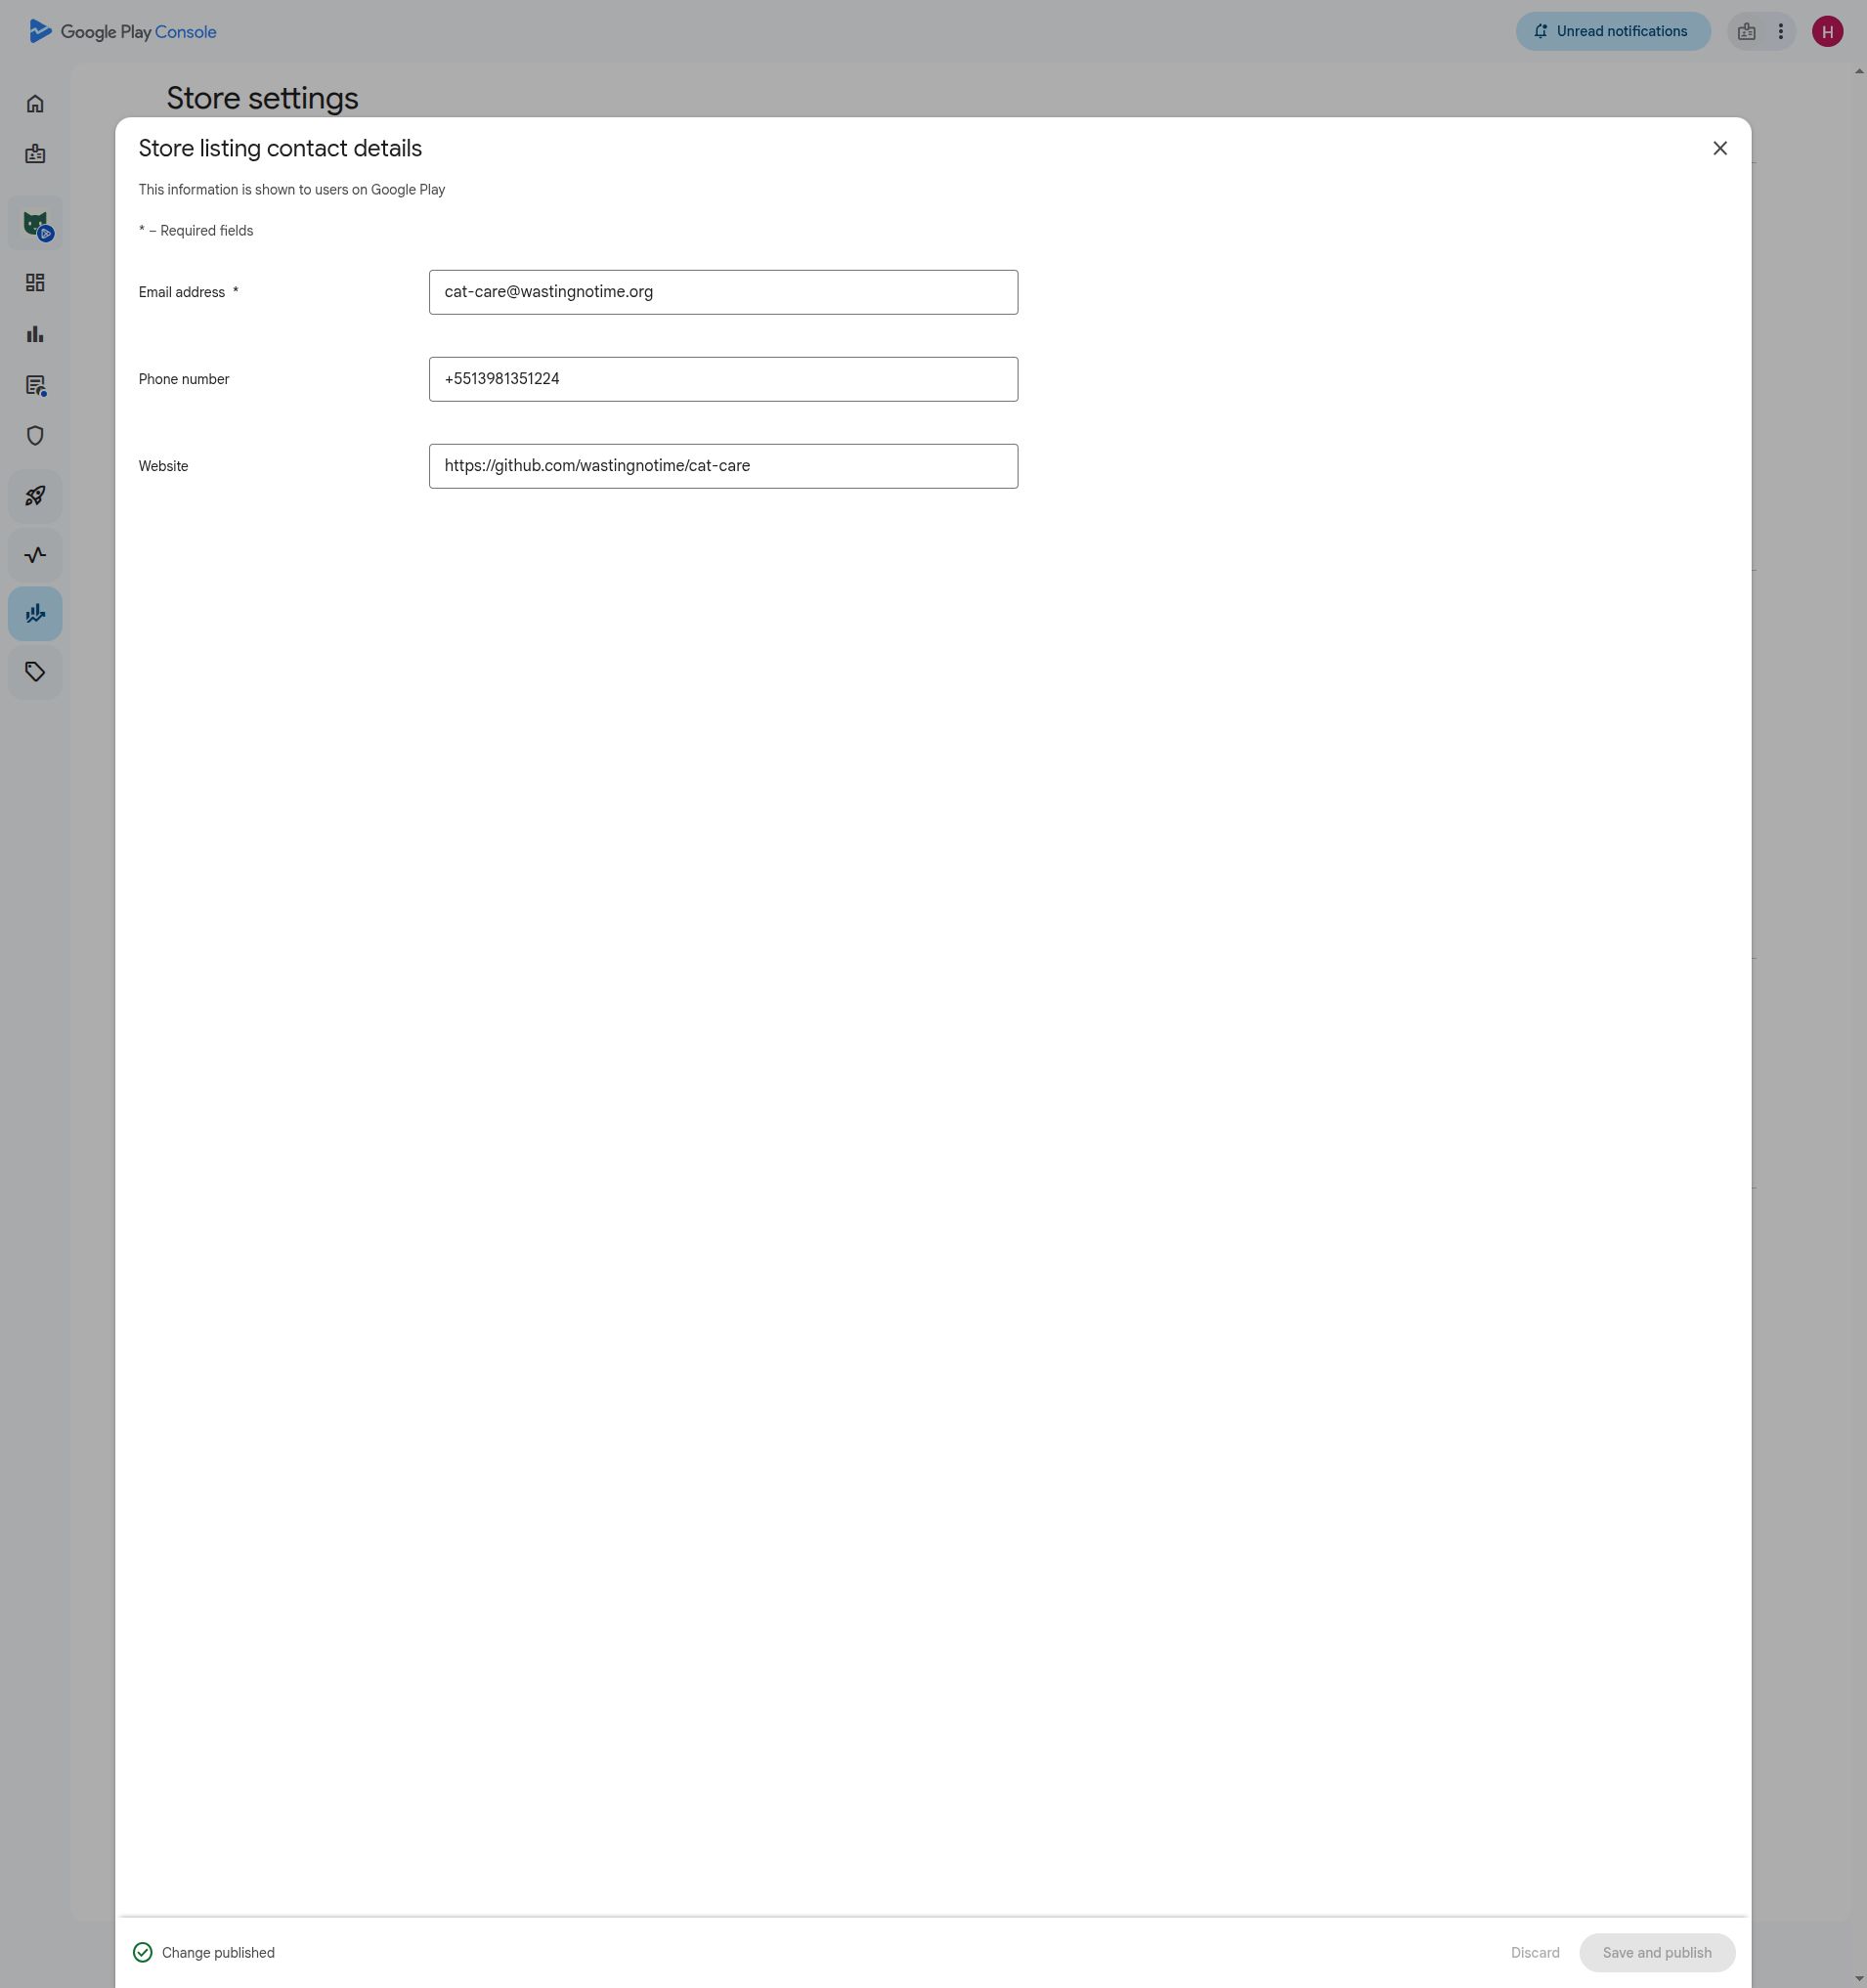 Google Play Console
Unread notifications
H
Store settings
Store listing contact details
This information is shown to users on Google Play
* – Required fields
Email address *
cat-care@wastingnotime.org
Phone number
+5513981351224
Website
https://github.com/wastingnotime/cat-care
Change published
Discard
Save and publish